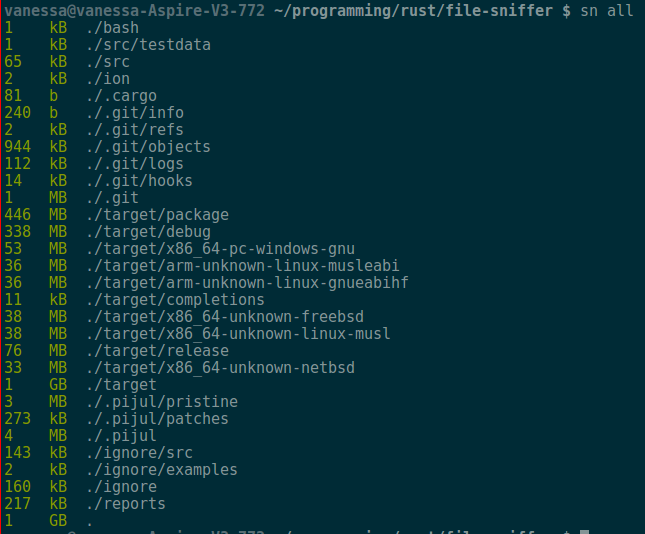 vanessa@vanessa-Aspire-V3-772 ~/programming/rust/file-sniffer $ sn all
1 kB ./bash
1 kB ./src/testdata
65 kB ./src
2 kB ./ion
81 b ./.cargo
240 b ./.git/info
2 kB ./.git/refs
944 kB ./.git/objects
112 kB ./.git/logs
14 kB ./.git/hooks
1 MB ./.git
446 MB ./target/package
338 MB ./target/debug
53 MB ./target/x86_64-pc-windows-gnu
36 MB ./target/arm-unknown-linux-musleabi
36 MB ./target/arm-unknown-linux-gnueabihf
11 kB ./target/completions
38 MB ./target/x86_64-unknown-freebsd
38 MB ./target/x86_64-unknown-linux-musl
76 MB ./target/release
33 MB ./target/x86_64-unknown-netbsd
1 GB ./target
3 MB ./.pijul/pristine
273 kB ./.pijul/patches
4 MB ./.pijul
143 kB ./ignore/src
2 kB ./ignore/examples
160 kB ./ignore
217 kB ./reports
1 GB .